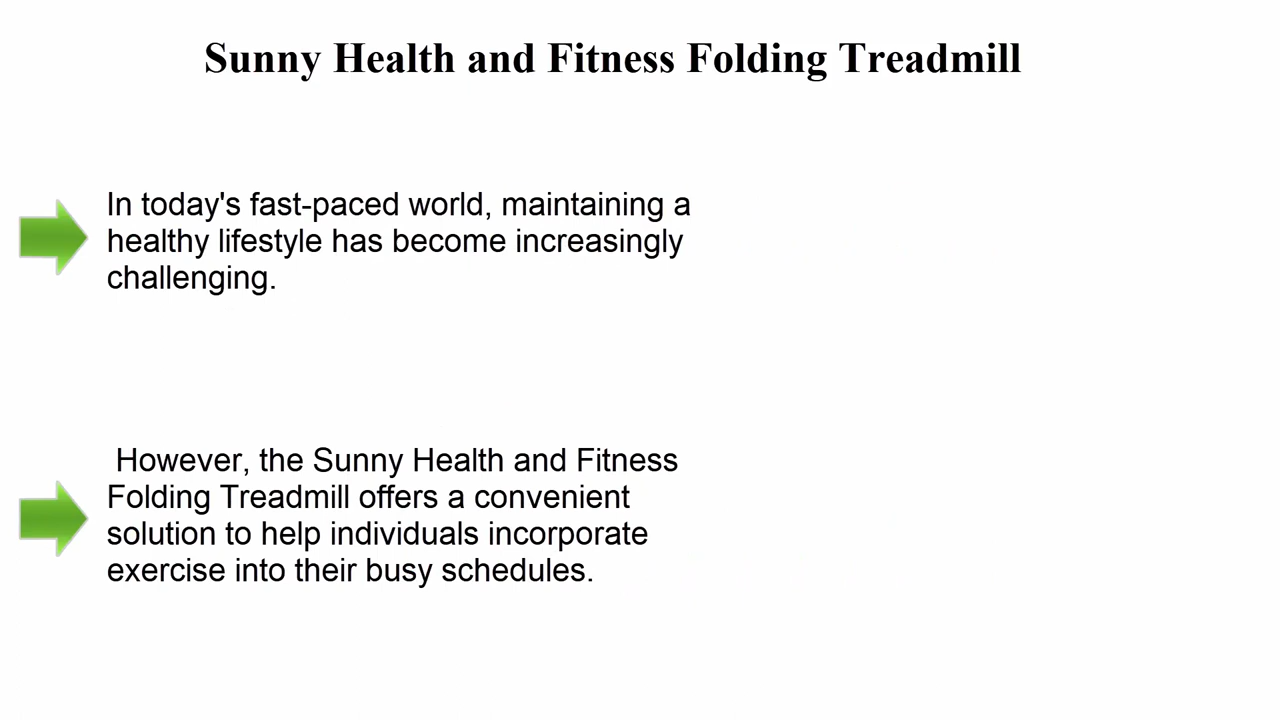 Sunny Health and Fitness Folding Treadmill
In today's fast-paced world, maintaining a
healthy lifestyle has become increasingly
challenging.
However, the Sunny Health and Fitness
Folding Treadmill offers a convenient
solution to help individuals incorporate
exercise into their busy schedules.